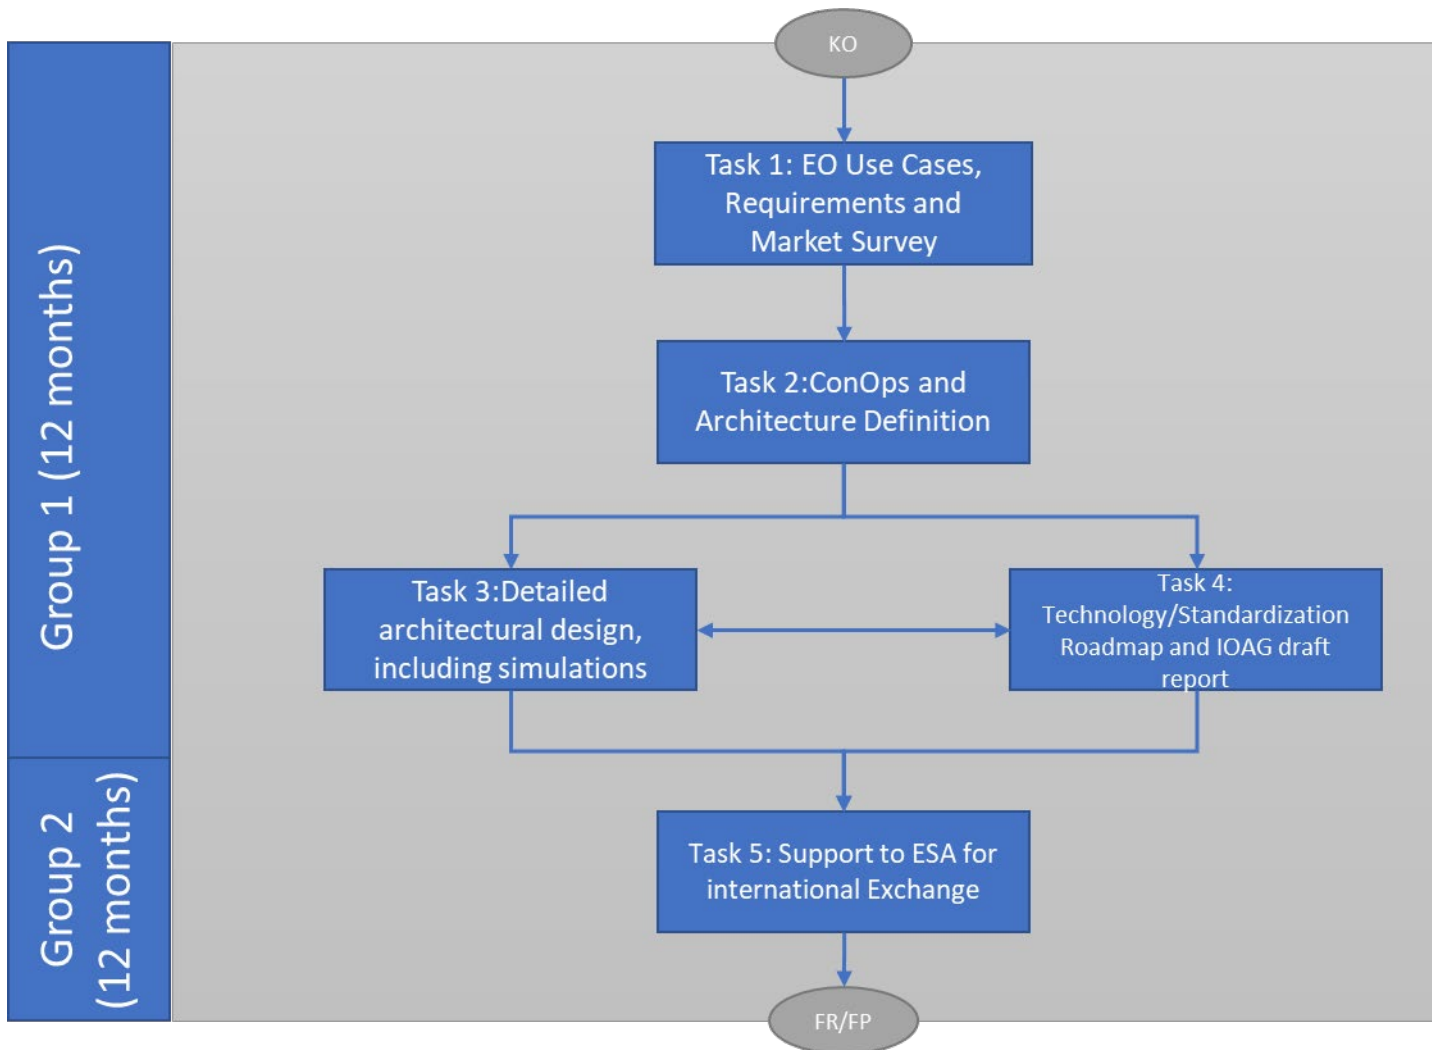 KO
Group 1 (12 months)
Task 1: EO Use Cases,
Requirements and
Market Survey
Task 2:ConOps and
Architecture Definition
Task 3:Detailed
architectural design,
including simulations
Task 4:
Technology/Standardization
Roadmap and IOAG draft
report
Group 2
(12 months)
Task 5: Support to ESA for
international Exchange
FR/FP